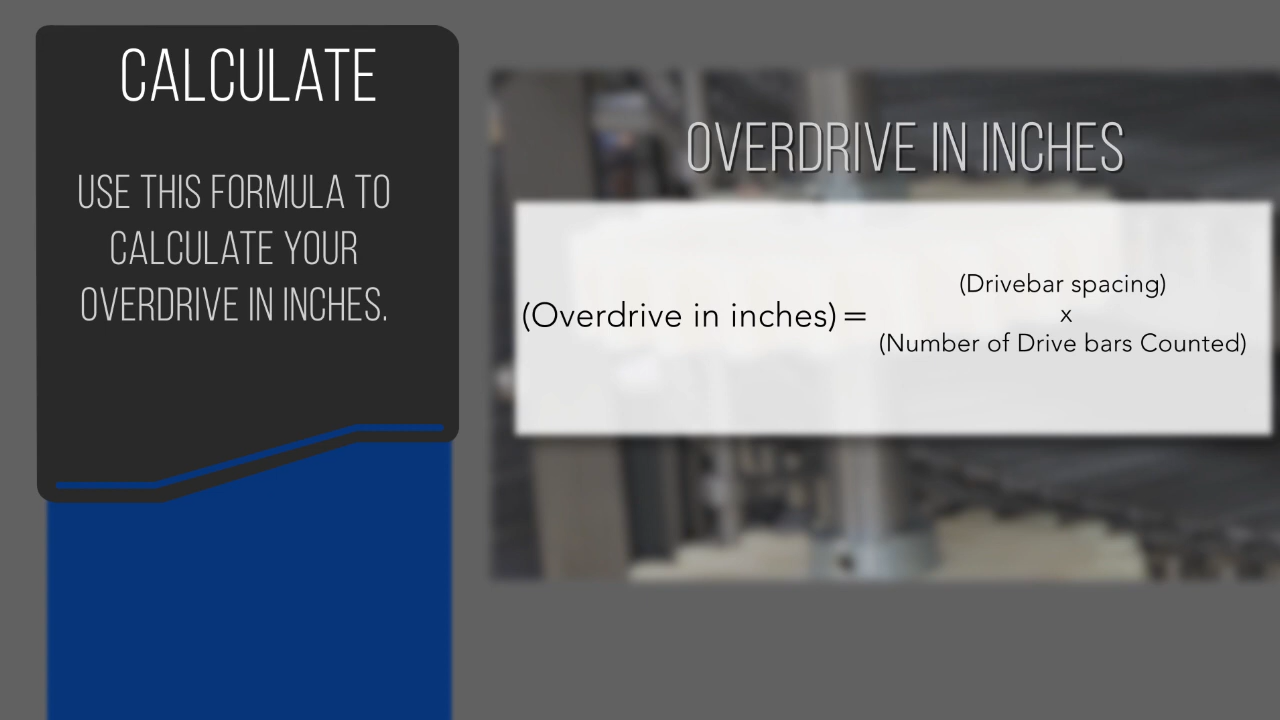 CALCULATE
USE THIS FORMULA TO
CALCULATE YOUR
OVERDRIVE IN INCHES.
OVERDRIVE IN INCHES
(Overdrive in inches) =
(Drivebar spacing)
x
(Number of Drive bars Counted)